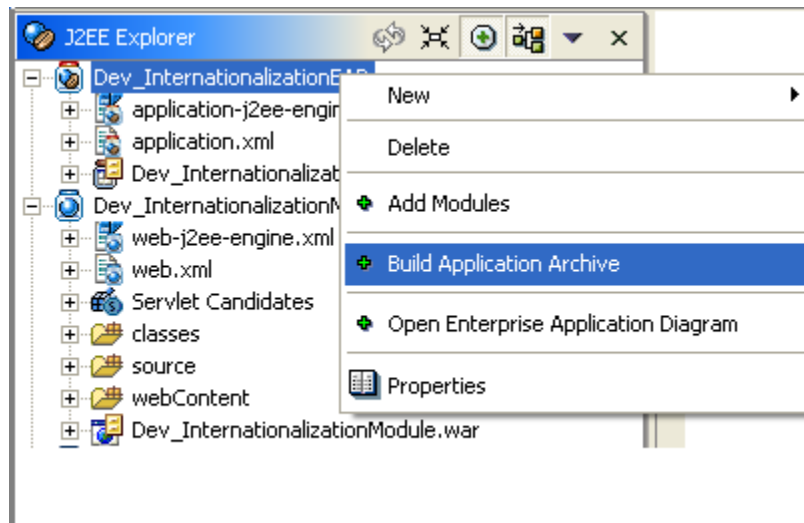 J2EE Explorer
Dev_InternationalizationEAR
application-j2ee-engin
application.xml
Dev_Internationalizat
Dev_InternationalizationM
web-j2ee-engine.xml
web.xml
Servlet Candidates
classes
source
webContent
Dev_InternationalizationModule.war
New
Delete
Add Modules
Build Application Archive
Open Enterprise Application Diagram
Properties